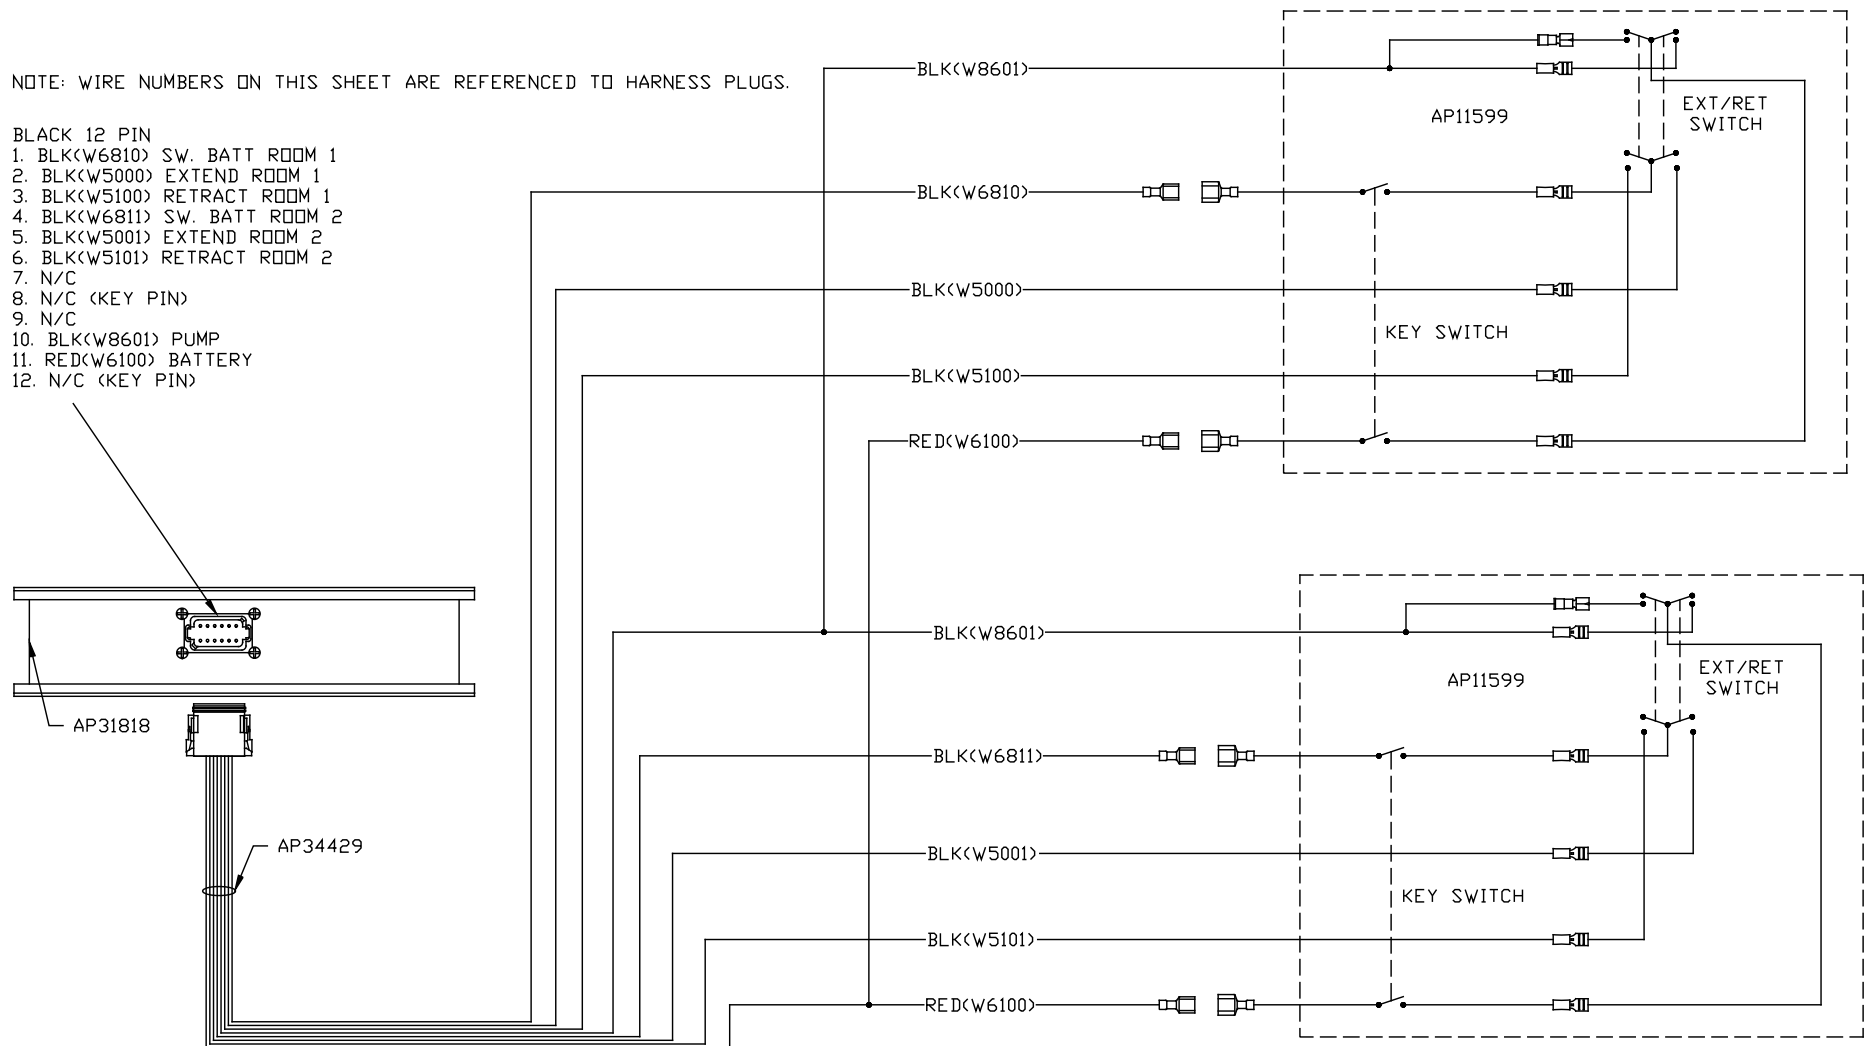 NOTE: WIRE NUMBERS ON THIS SHEET ARE REFERENCED TO HARNESS PLUGS.
BLACK 12 PIN
1. BLK(W6810) SW. BATT ROOM 1
2. BLK(W5000) EXTEND ROOM 1
3. BLK(W5100) RETRACT ROOM 1
4. BLK(W6811) SW. BATT ROOM 2
5. BLK(W5001) EXTEND ROOM 2
6. BLK(W5101) RETRACT ROOM 2
7. N/C
8. N/C (KEY PIN)
9. N/C
10. BLK(W8601) PUMP
11. RED(W6100) BATTERY
12. N/C (KEY PIN)
BLK(W8601)
AP11599
EXT/RET
SWITCH
BLK(W6810)
BLK(W5000)
KEY SWITCH
BLK(W5100)
RED(W6100)
BLK(W8601)
AP11599
EXT/RET
SWITCH
BLK(W6811)
BLK(W5001)
KEY SWITCH
BLK(W5101)
RED(W6100)
AP31818
AP34429